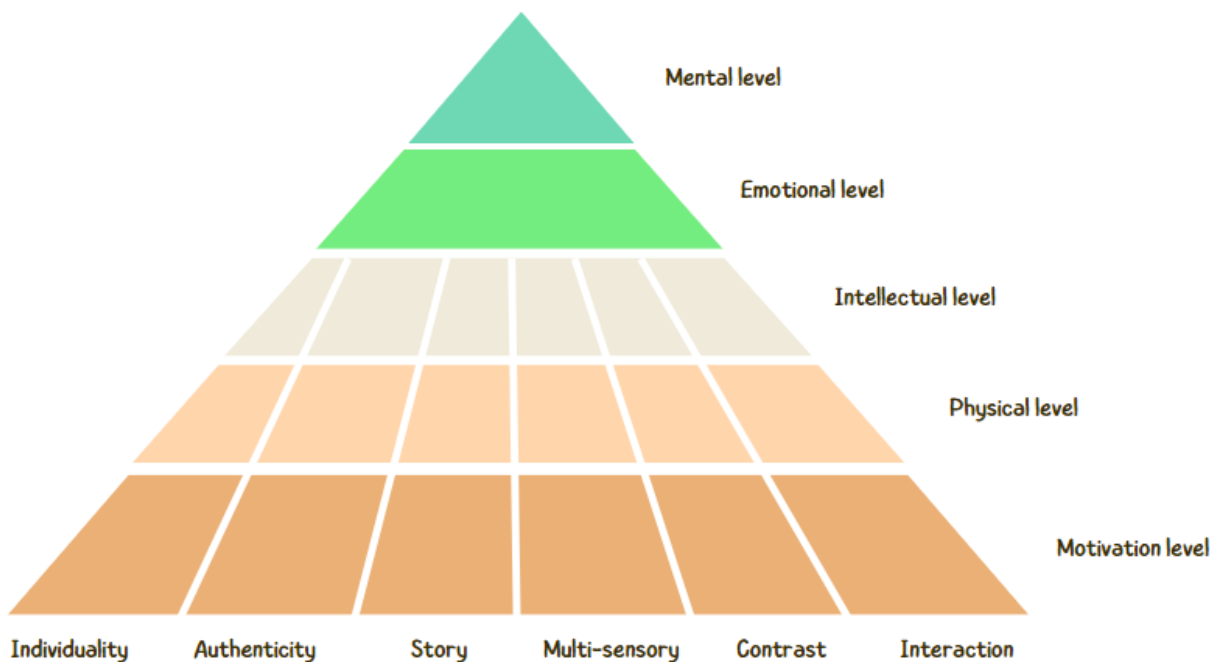 Mental level
Emotional level
Intellectual level
Physical level
Motivation level
Individuality Authenticity Story Multi-sensory Contrast Interaction